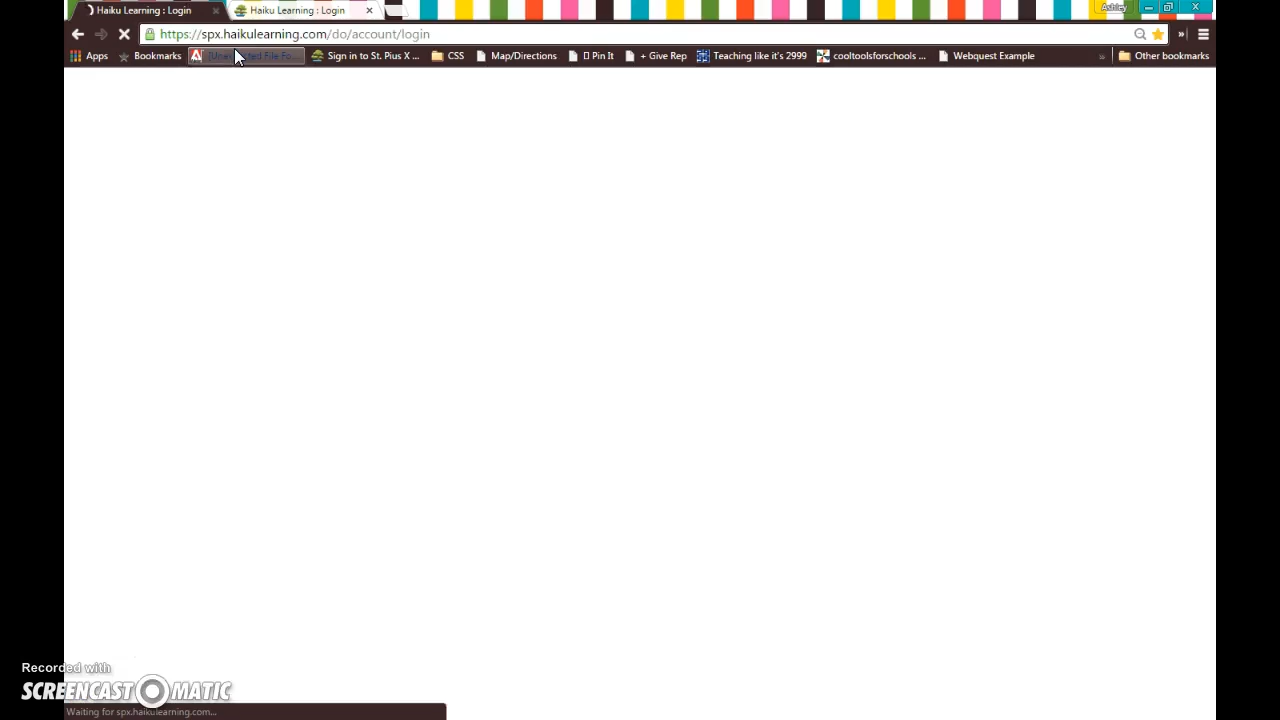 Haiku Learning : Login
Haiku Learning : Login
Ashley
https://spx.haikulearning.com/do/account/login
Apps
Bookmarks
Sign in to St. Pius X ...
CSS
Map/Directions
Pin It
+ Give Rep
Teaching like it's 2999
cooltoolsforschools ...
Webquest Example
»
Other bookmarks
Recorded with
SCREENCAST-O-MATIC
Waiting for spx.haikulearning.com...